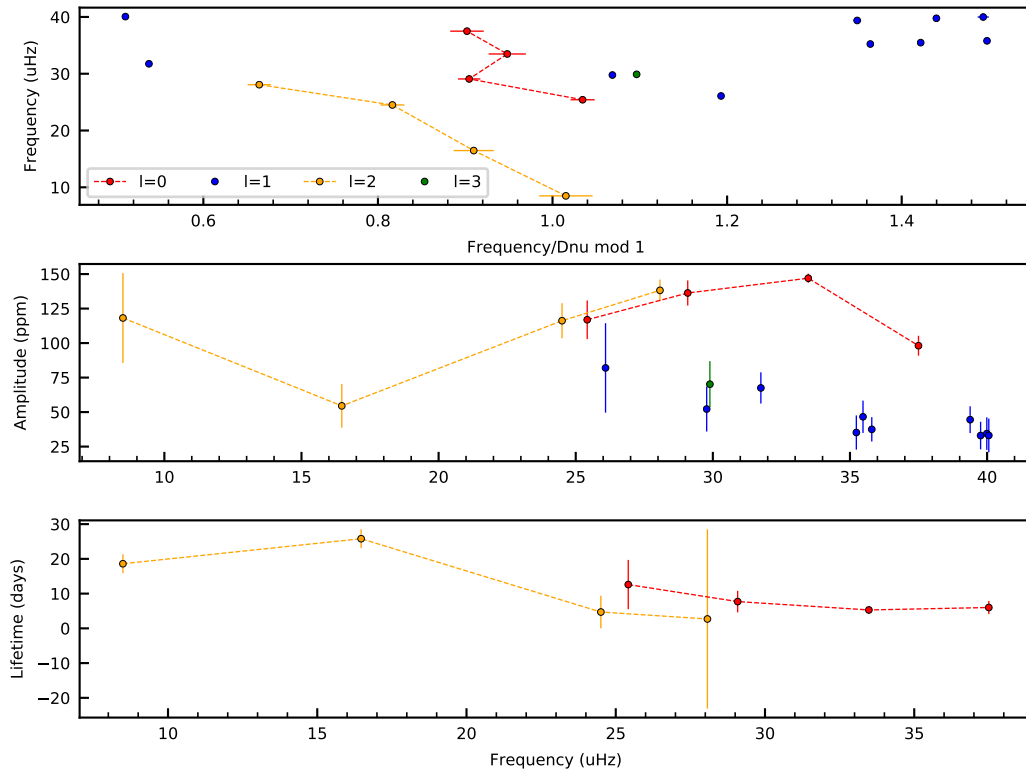 40
30
20
10
Frequency (uHz)
l=0 l=1 l=2 l=3
0.6 0.8 1.0 1.2 1.4
Frequency/Dnu mod 1
150
125
100
75
50
25
Amplitude (ppm)
10 15 20 25 30 35 40
30
20
10
0
−10
−20
Lifetime (days)
10 15 20 25 30 35
Frequency (uHz)